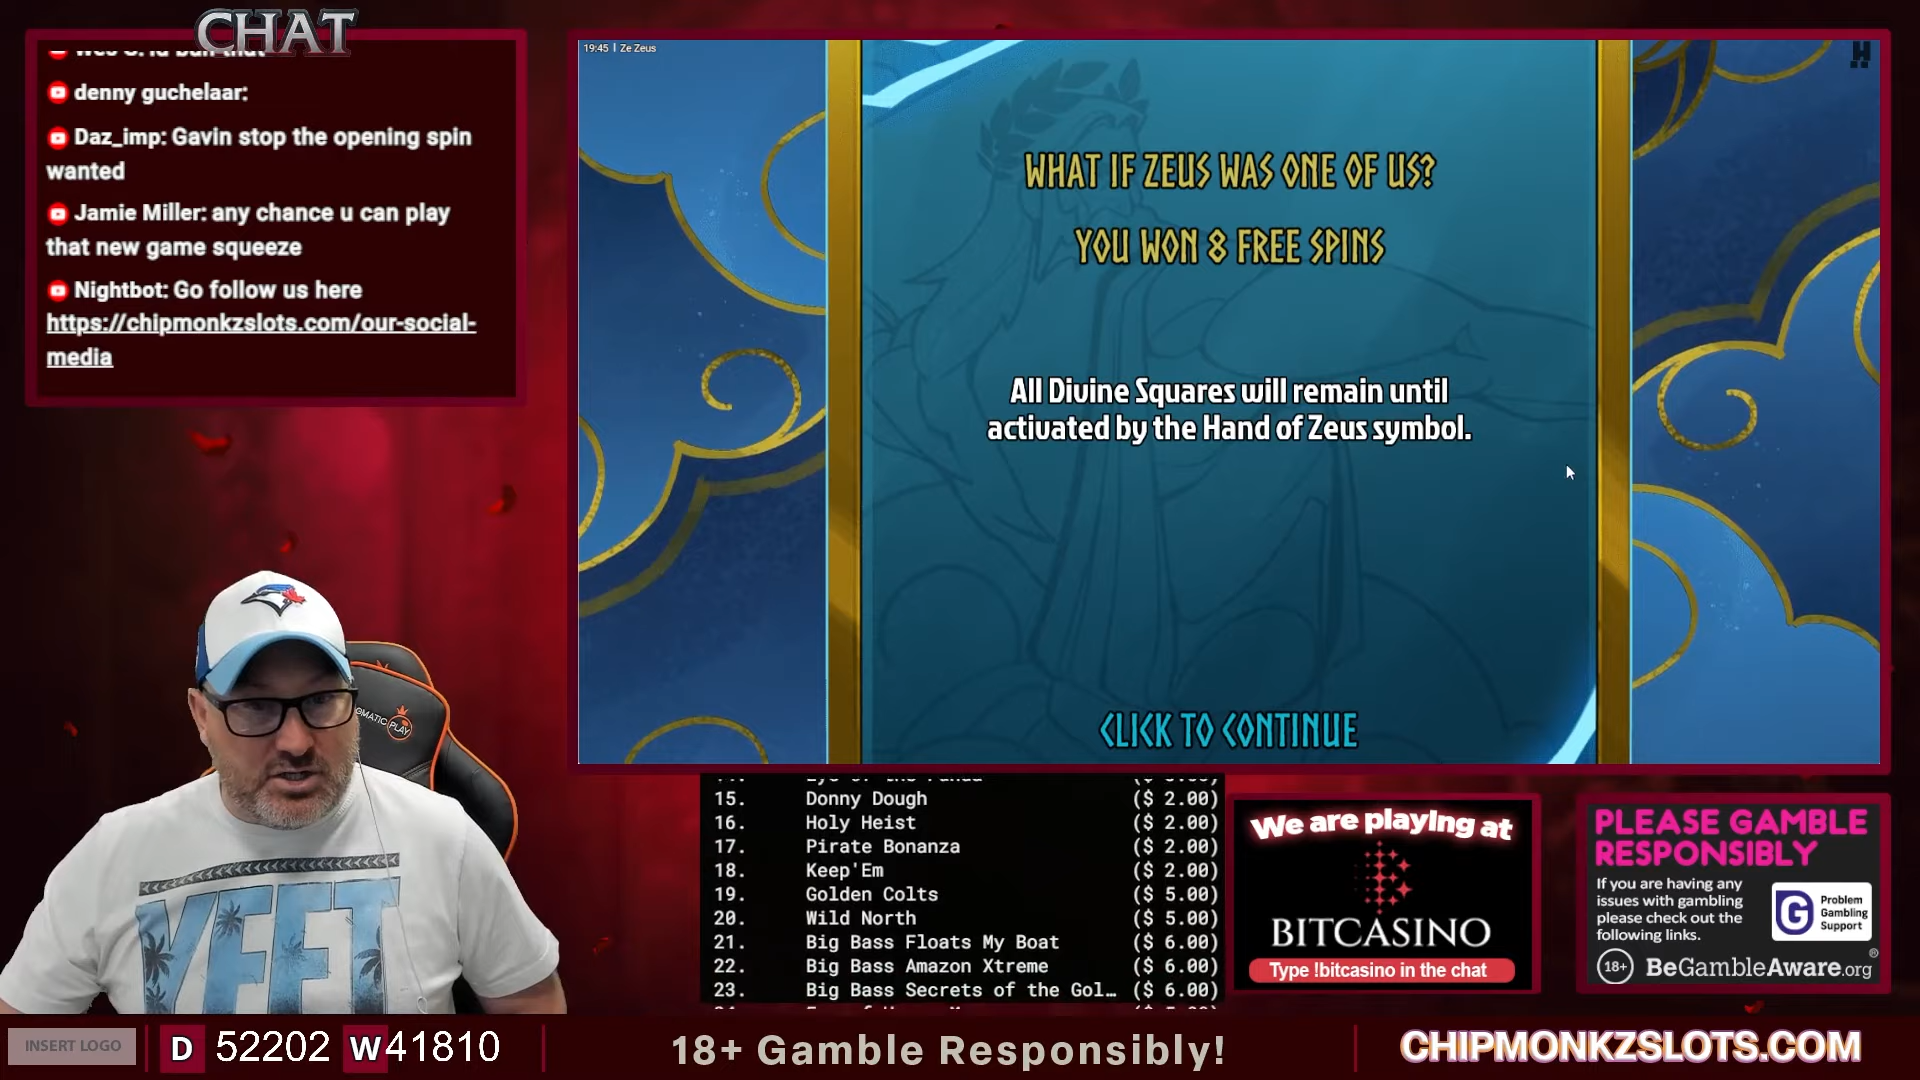 CHAT
denny guchelaar:
Daz_imp: Gavin stop the opening spin
wanted
Jamie Miller: any chance u can play
that new game squeeze
Nightbot: Go follow us here
https://chipmonkzslots.com/our-social-
media
19:45 | Ze Zeus
WHAT IF ZEUS WAS ONE OF US?
YOU WON 8 FREE SPINS
All Divine Squares will remain until
activated by the Hand of Zeus symbol.
CLICK TO CONTINUE
GMATIC PLAY
YEET
15. Donny Dough ($ 2.00)
16. Holy Heist ($ 2.00)
17. Pirate Bonanza ($ 2.00)
18. Keep'Em ($ 2.00)
19. Golden Colts ($ 5.00)
20. Wild North ($ 5.00)
21. Big Bass Floats My Boat ($ 6.00)
22. Big Bass Amazon Xtreme ($ 6.00)
23. Big Bass Secrets of the Gol… ($ 6.00)
We are playing at
BITCASINO
Type !bitcasino in the chat
PLEASE GAMBLE
RESPONSIBLY
If you are having any
issues with gambling
please check out the
following links.
G Problem
Gambling
Support
18+ BeGambleAware.org®
INSERT LOGO
D 52202 W 41810
18+ Gamble Responsibly!
CHIPMONKZSLOTS.COM